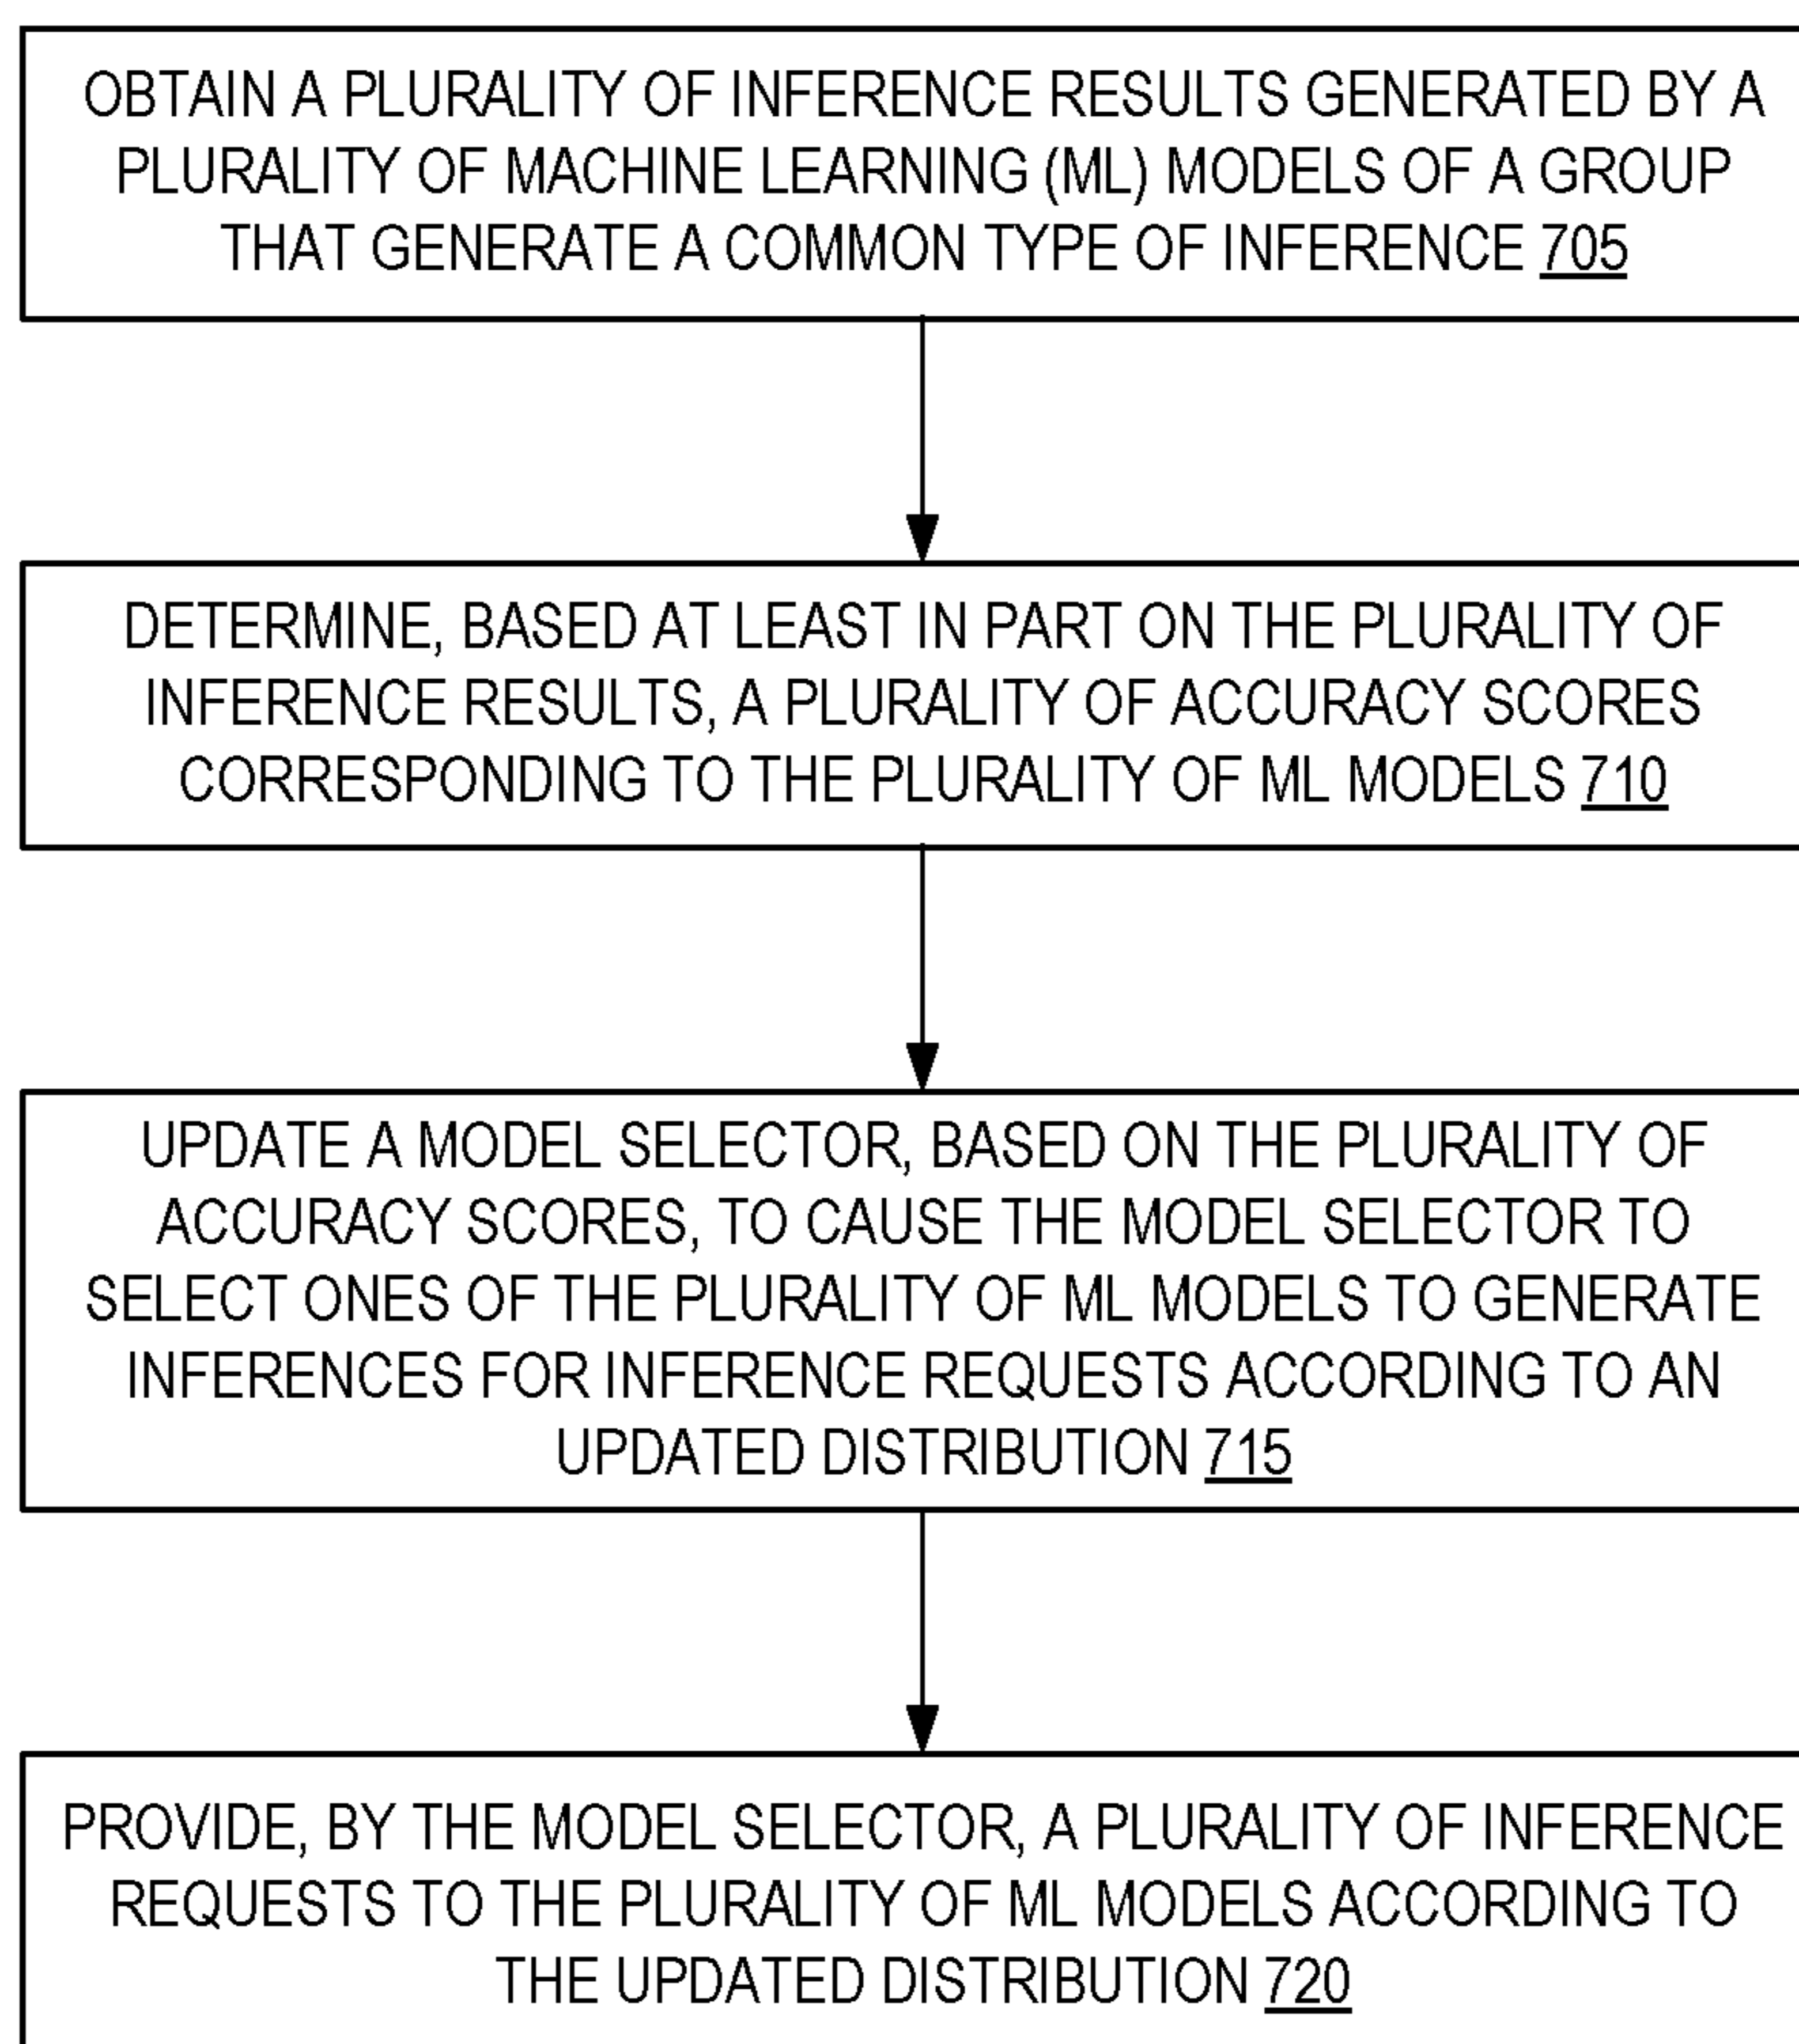 OBTAIN A PLURALITY OF INFERENCE RESULTS GENERATED BY A
PLURALITY OF MACHINE LEARNING (ML) MODELS OF A GROUP
THAT GENERATE A COMMON TYPE OF INFERENCE 705
DETERMINE, BASED AT LEAST IN PART ON THE PLURALITY OF
INFERENCE RESULTS, A PLURALITY OF ACCURACY SCORES
CORRESPONDING TO THE PLURALITY OF ML MODELS 710
UPDATE A MODEL SELECTOR, BASED ON THE PLURALITY OF
ACCURACY SCORES, TO CAUSE THE MODEL SELECTOR TO
SELECT ONES OF THE PLURALITY OF ML MODELS TO GENERATE
INFERENCES FOR INFERENCE REQUESTS ACCORDING TO AN
UPDATED DISTRIBUTION 715
PROVIDE, BY THE MODEL SELECTOR, A PLURALITY OF INFERENCE
REQUESTS TO THE PLURALITY OF ML MODELS ACCORDING TO
THE UPDATED DISTRIBUTION 720